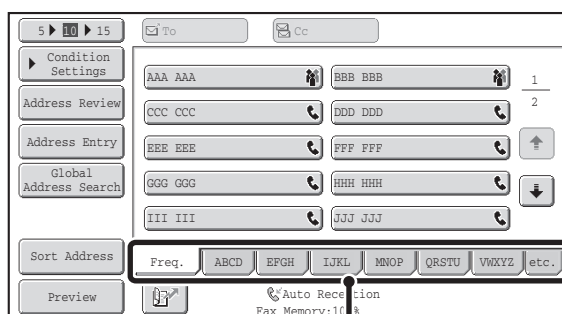 5 10 15
To
Cc
Condition
Settings
Address Review
Address Entry
Global
Address Search
Sort Address
Preview
AAA AAA
BBB BBB
CCC CCC
DDD DDD
EEE EEE
FFF FFF
GGG GGG
HHH HHH
III III
JJJ JJJ
1
2
Freq. ABCD EFGH IJKL MNOP QRSTU VWXYZ etc.
Auto Reception
Fax Memory: